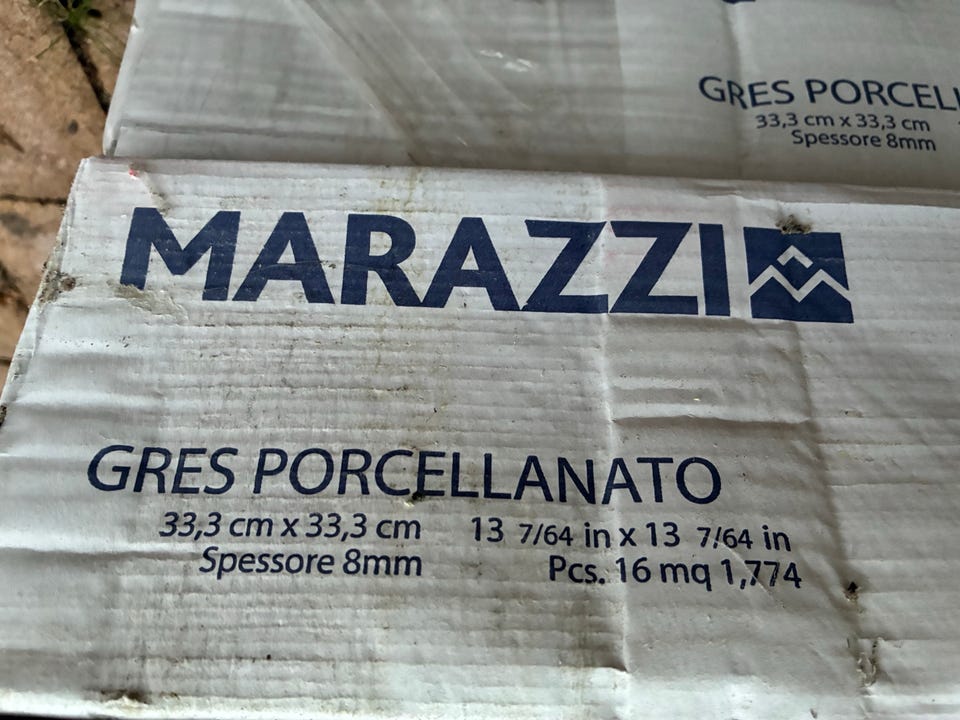 GRES PORCELL
33,3 cm x 33,3 cm
Spessore 8mm
MARAZZI
GRES PORCELLANATO
33,3 cm x 33,3 cm 13 7/64 in x 13 7/64 in
Spessore 8mm Pcs. 16 mq 1,774